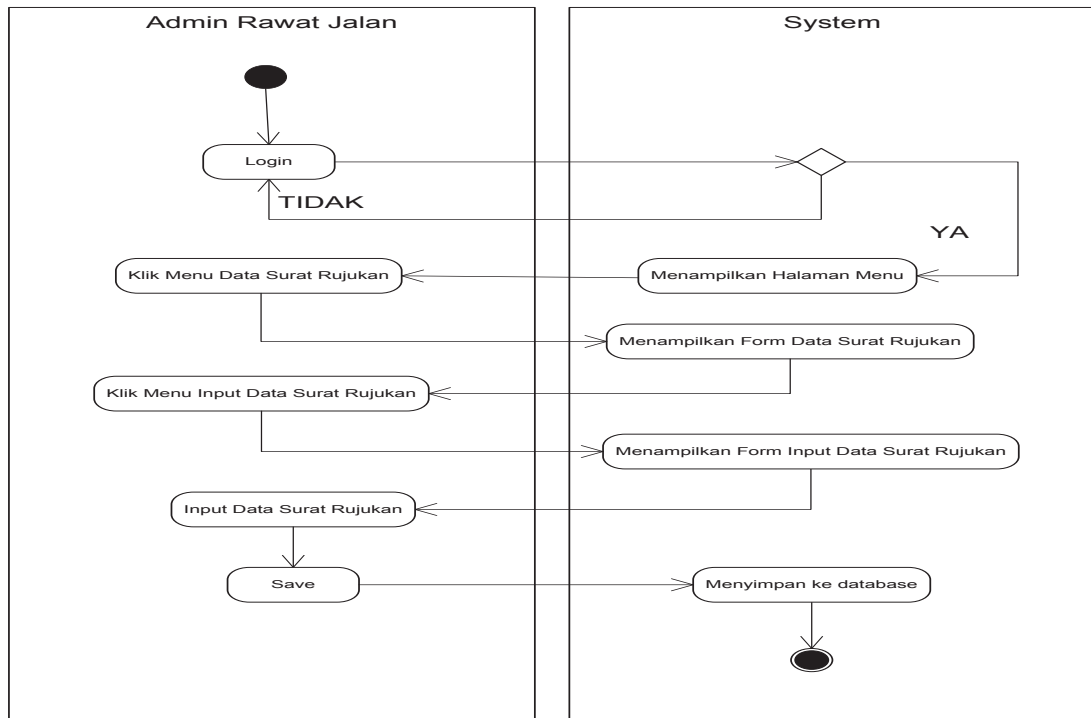 Admin Rawat Jalan
System
Login
TIDAK
YA
Klik Menu Data Surat Rujukan
Menampilkan Halaman Menu
Menampilkan Form Data Surat Rujukan
Klik Menu Input Data Surat Rujukan
Menampilkan Form Input Data Surat Rujukan
Input Data Surat Rujukan
Save
Menyimpan ke database